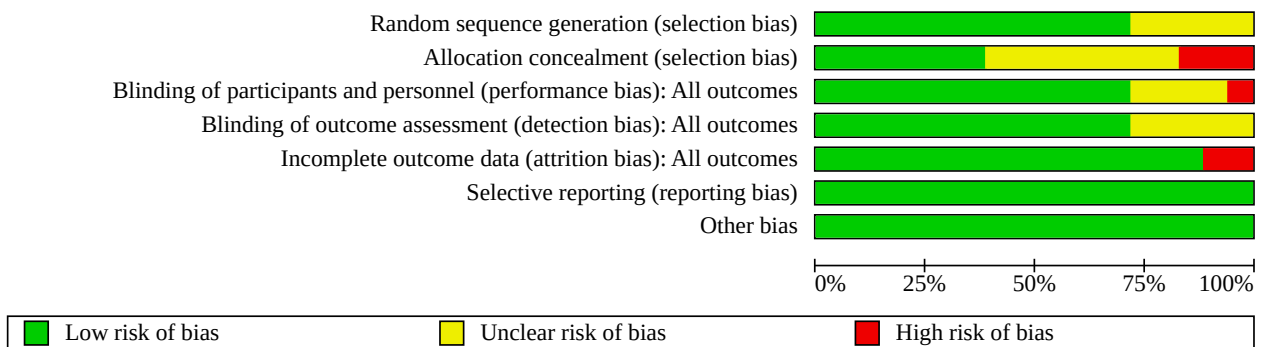 Random sequence generation (selection bias)
Allocation concealment (selection bias)
Blinding of participants and personnel (performance bias): All outcomes
Blinding of outcome assessment (detection bias): All outcomes
Incomplete outcome data (attrition bias): All outcomes
Selective reporting (reporting bias)
Other bias
0% 25% 50% 75% 100%
Low risk of bias Unclear risk of bias High risk of bias